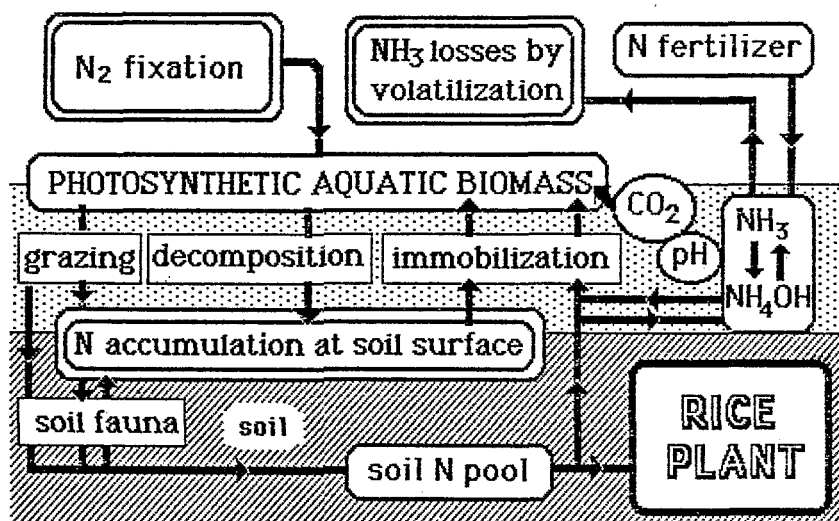 N₂ fixation
NH₃ losses by
volatilization
N fertilizer
PHOTOSYNTHETIC AQUATIC BIOMASS
CO₂
grazing
decomposition
immobilization
pH
NH₃
NH₄OH
N accumulation at soil surface
soil fauna
soil
soil N pool
RICE
PLANT